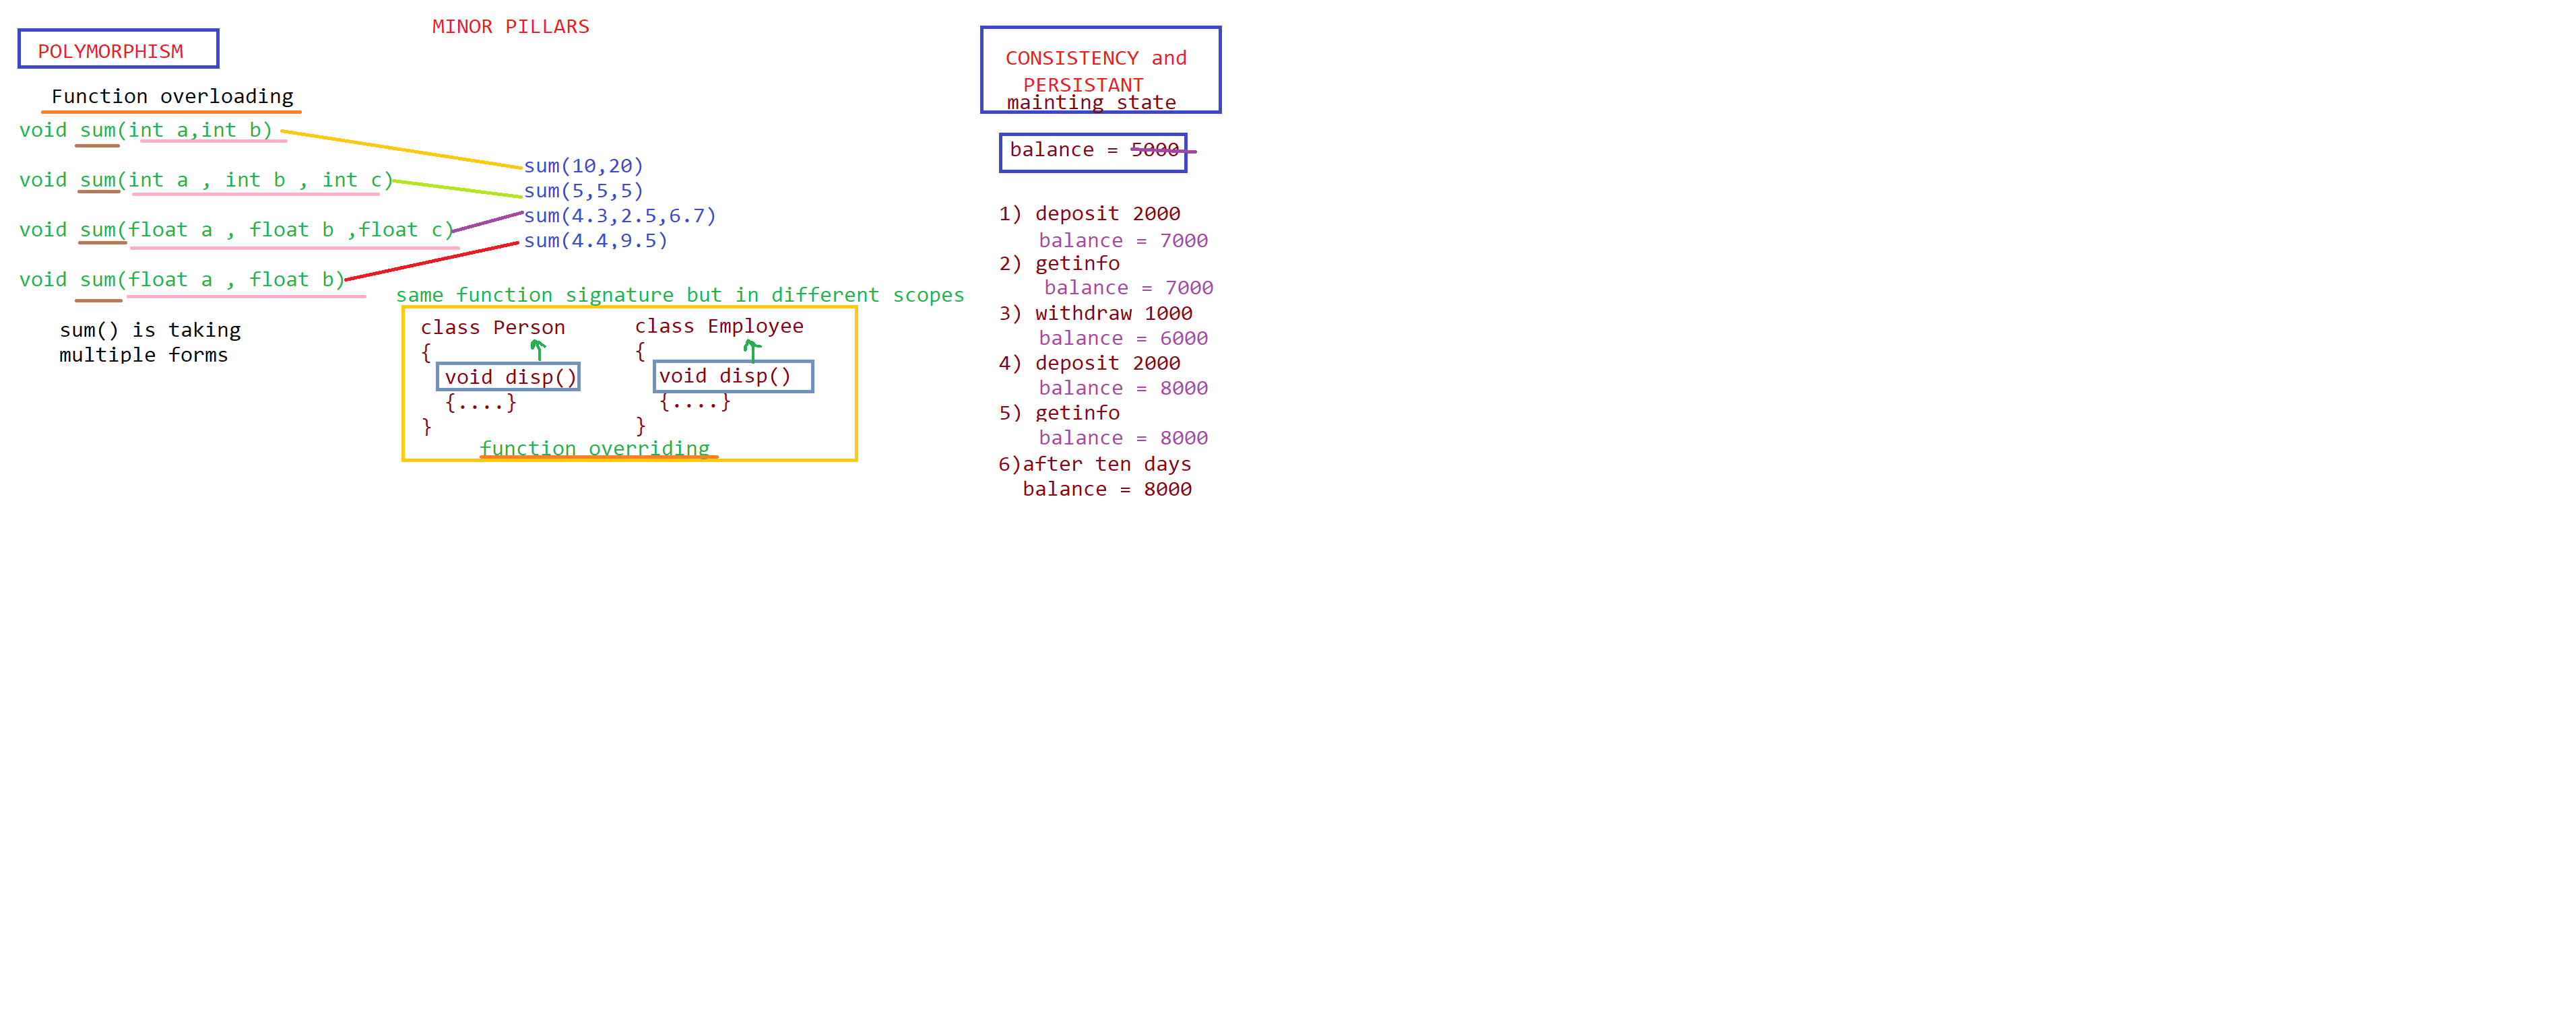 MINOR PILLARS
POLYMORPHISM
Function overloading
void sum(int a,int b)
void sum(int a , int b , int c)
void sum(float a , float b ,float c)
void sum(float a , float b)
sum() is taking
multiple forms
sum(10,20)
sum(5,5,5)
sum(4.3,2.5,6.7)
sum(4.4,9.5)
same function signature but in different scopes
class Person
{
void disp()
{....}
}
class Employee
{
void disp()
{....}
}
function overriding
CONSISTENCY and
PERSISTANT
mainting state
balance = 5000
1) deposit 2000
balance = 7000
2) getinfo
balance = 7000
3) withdraw 1000
balance = 6000
4) deposit 2000
balance = 8000
5) getinfo
balance = 8000
6)after ten days
balance = 8000